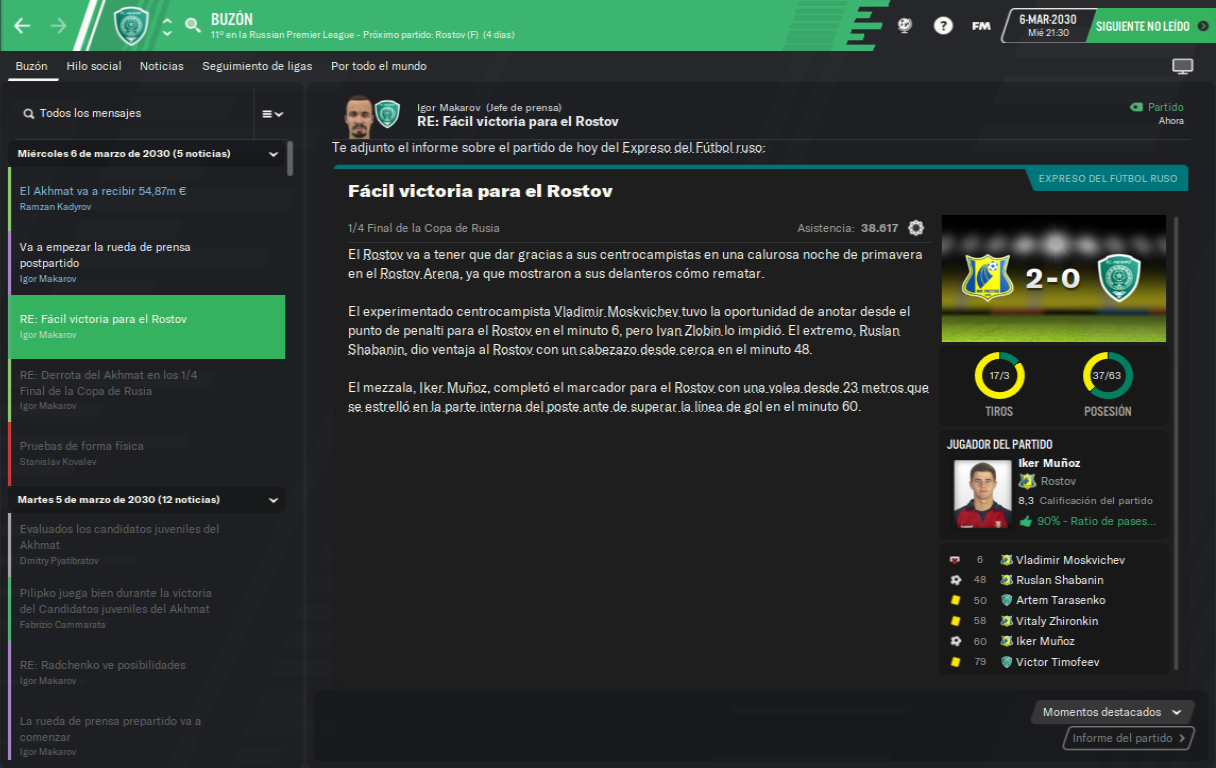 BUZÓN
11º en la Russian Premier League - Próximo partido: Rostov (F) (4 días)
?
FM
6-MAR-2030
Mié 21:30
SIGUIENTE NO LEÍDO
Buzón
Hilo social
Noticias
Seguimiento de ligas
Por todo el mundo
Todos los mensajes
Miércoles 6 de marzo de 2030 (5 noticias)
El Akhmat va a recibir 54,87m €
Ramzan Kadyrov
Va a empezar la rueda de prensa
postpartido
Igor Makarov
RE: Fácil victoria para el Rostov
Igor Makarov
RE: Derrota del Akhmat en los 1/4
Final de la Copa de Rusia
Igor Makarov
Pruebas de forma física
Stanislav Kovalev
Martes 5 de marzo de 2030 (12 noticias)
Evaluados los candidatos juveniles del
Akhmat
Dmitry Pyatibratov
Pilipko juega bien durante la victoria
del Candidatos juveniles del Akhmat
Fabrizio Cammarata
RE: Radchenko ve posibilidades
Igor Makarov
La rueda de prensa prepartido va a
comenzar
Igor Makarov
Igor Makarov (Jefe de prensa)
RE: Fácil victoria para el Rostov
Partido
Ahora
Te adjunto el informe sobre el partido de hoy del Expreso del Fútbol ruso:
EXPRESO DEL FÚTBOL RUSO
Fácil victoria para el Rostov
1/4 Final de la Copa de Rusia
Asistencia: 38.617
El Rostov va a tener que dar gracias a sus centrocampistas en una calurosa noche de primavera
en el Rostov Arena, ya que mostraron a sus delanteros cómo rematar.
El experimentado centrocampista Vladimir Moskvichev tuvo la oportunidad de anotar desde el
punto de penalti para el Rostov en el minuto 6, pero Ivan Zlobin lo impidió. El extremo, Ruslan
Shabanin, dio ventaja al Rostov con un cabezazo desde cerca en el minuto 48.
El mezzala, Iker Muñoz, completó el marcador para el Rostov con una volea desde 23 metros que
se estrelló en la parte interna del poste ante de superar la línea de gol en el minuto 60.
2-0
17/3
TIROS
37/63
POSESIÓN
JUGADOR DEL PARTIDO
Iker Muñoz
Rostov
8,3 Calificación del partido
90% - Ratio de pases...
6 Vladimir Moskvichev
48 Ruslan Shabanin
50 Artem Tarasenko
58 Vitaly Zhironkin
60 Iker Muñoz
79 Victor Timofeev
Momentos destacados
Informe del partido